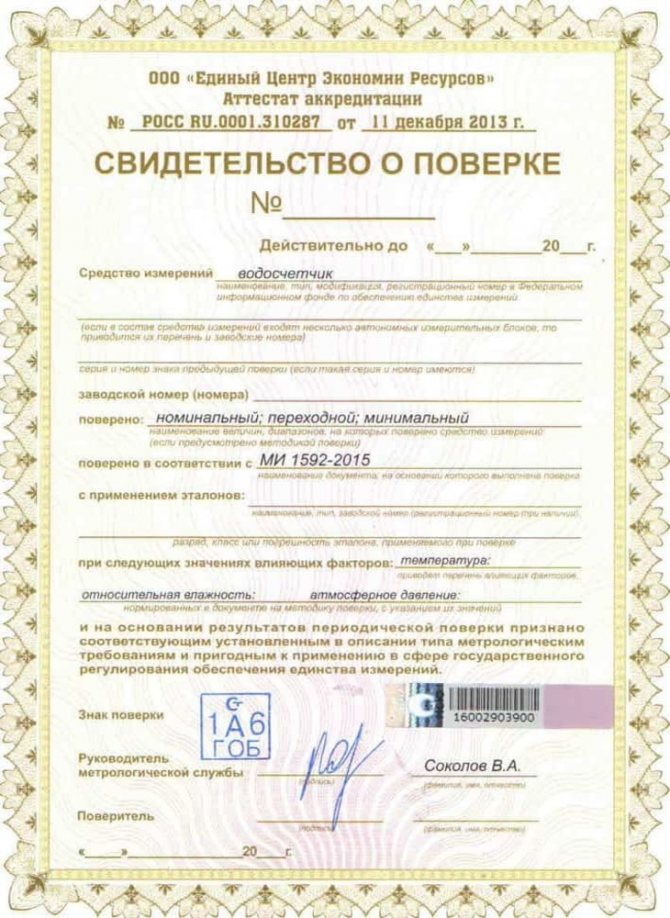 ООО «Единый Центр Экономии Ресурсов»
Аттестат аккредитации
№ РОСС RU.0001.310287 от 11 декабря 2013 г.
СВИДЕТЕЛЬСТВО О ПОВЕРКЕ
№
Действительно до « » 20 г.
Средство измерений водосчетчик
наименование, тип, модификация, регистрационный номер в Федеральном
информационном фонде по обеспечению единства измерений
(если в состав средства измерений входят несколько автономных измерительных блоков, то
приводится их перечень и заводские номера)
серия и номер знака предыдущей поверки (если такая серия и номер имеются)
заводской номер (номера)
поверено: номинальный; переходной; минимальный
наименование величин, диапазонов, на которых поверено средство измерений
(если предусмотрено методикой поверки)
поверено в соответствии с МИ 1592-2015
наименование документа, на основании которого выполнена поверка
с применением эталонов:
наименование, тип, заводской номер (регистрационный номер при наличии),
разряд, класс или погрешность эталона, применяемого при поверке
при следующих значениях влияющих факторов: температура:
приводят перечень влияющих факторов,
относительная влажность: атмосферное давление:
нормированных в документе на методику поверки, с указанием их значений
и на основании результатов периодической поверки признано
соответствующим установленным в описании типа метрологическим
требованиям и пригодным к применению в сфере государственного
регулирования обеспечения единства измерений.
Знак поверки
1А6
ГОБ
16002903900
Руководитель
метрологической службы
Соколов В.А.
(подпись) (фамилия, имя, отчество)
Поверитель
(подпись) (фамилия, имя, отчество)
« » 20 г.